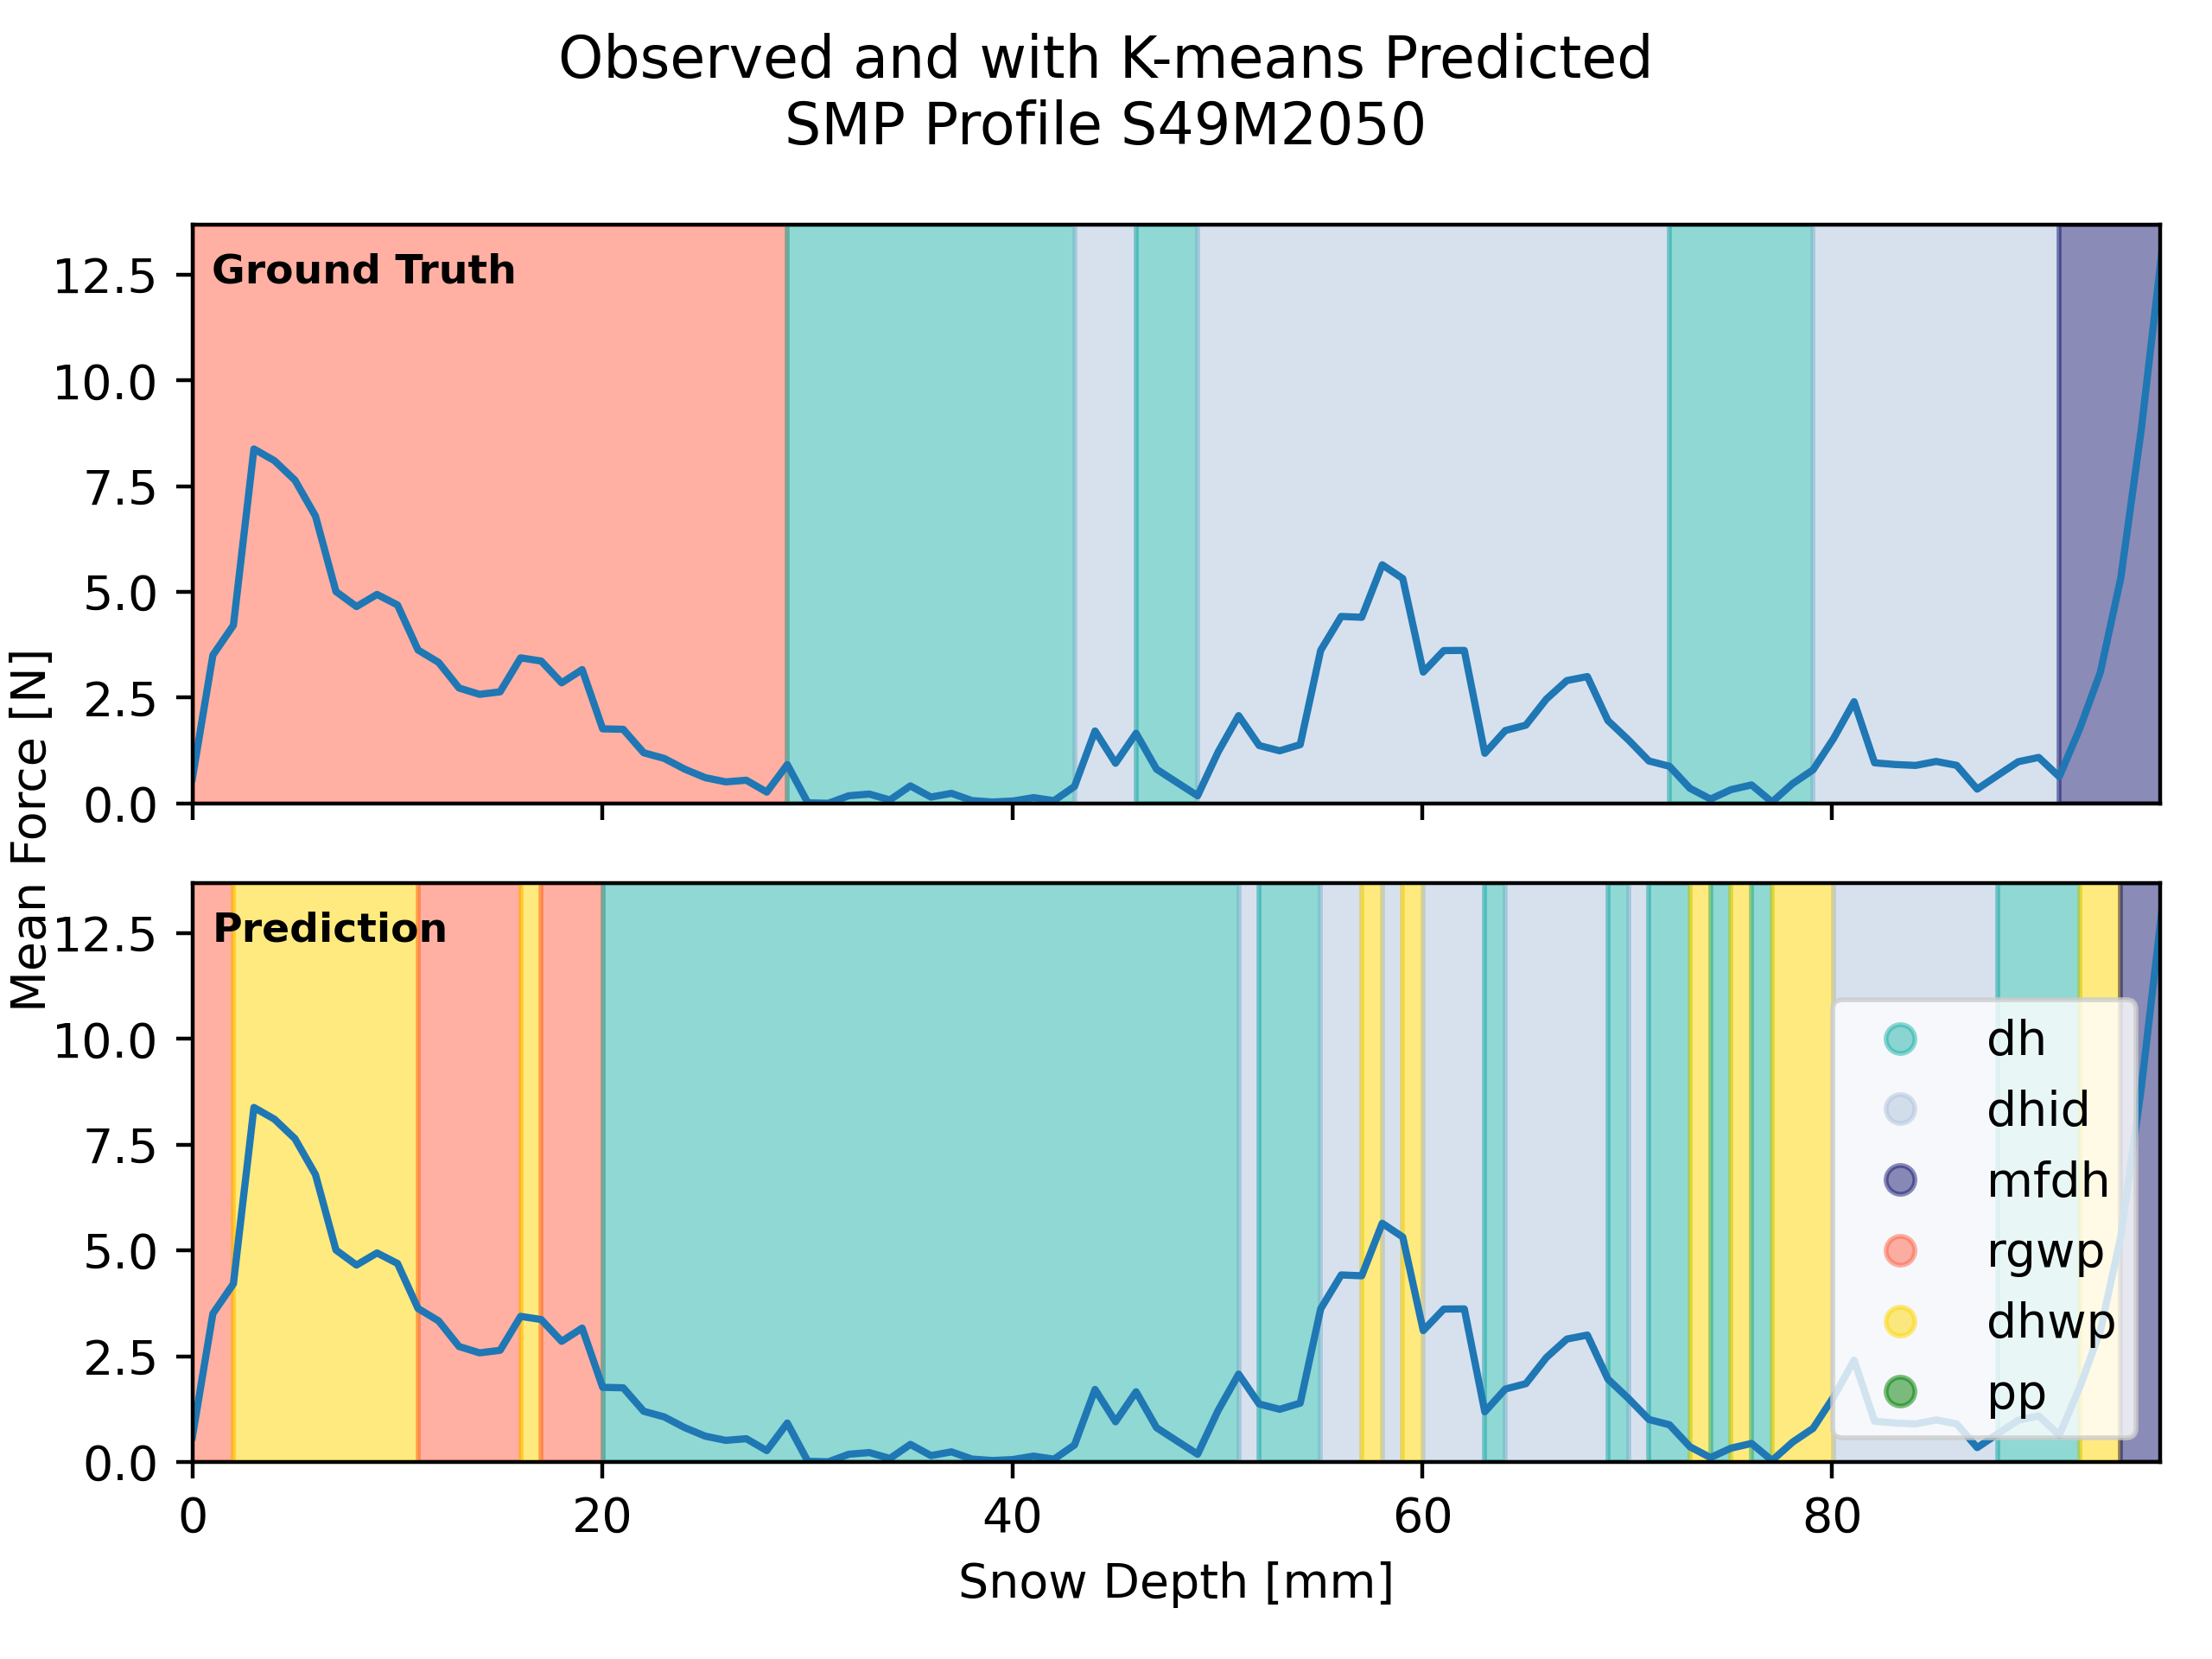 Observed and with K-means Predicted
SMP Profile S49M2050
Ground Truth
12.5
10.0
7.5
5.0
2.5
0.0
Mean Force [N]
Prediction
12.5
10.0
7.5
5.0
2.5
0.0
dh
dhid
mfdh
rgwp
dhwp
pp
0 20 40 60 80
Snow Depth [mm]